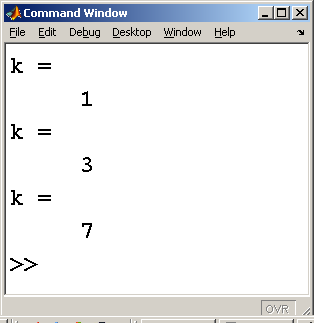 Command Window
File Edit Debug Desktop Window Help
k =
1
k =
3
k =
7
>>
OVR